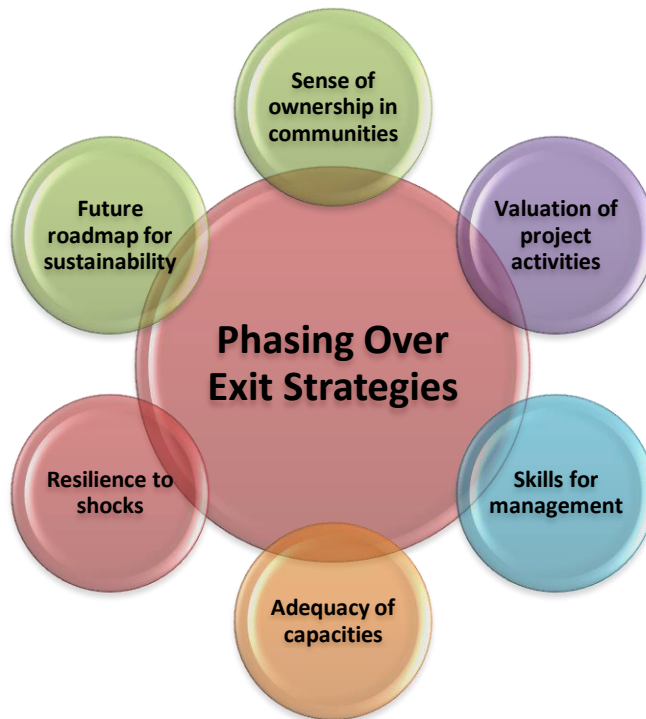 Sense of
ownership in
communities
Future
roadmap for
sustainability
Valuation of
project
activities
Phasing Over
Exit Strategies
Resilience to
shocks
Skills for
management
Adequacy of
capacities